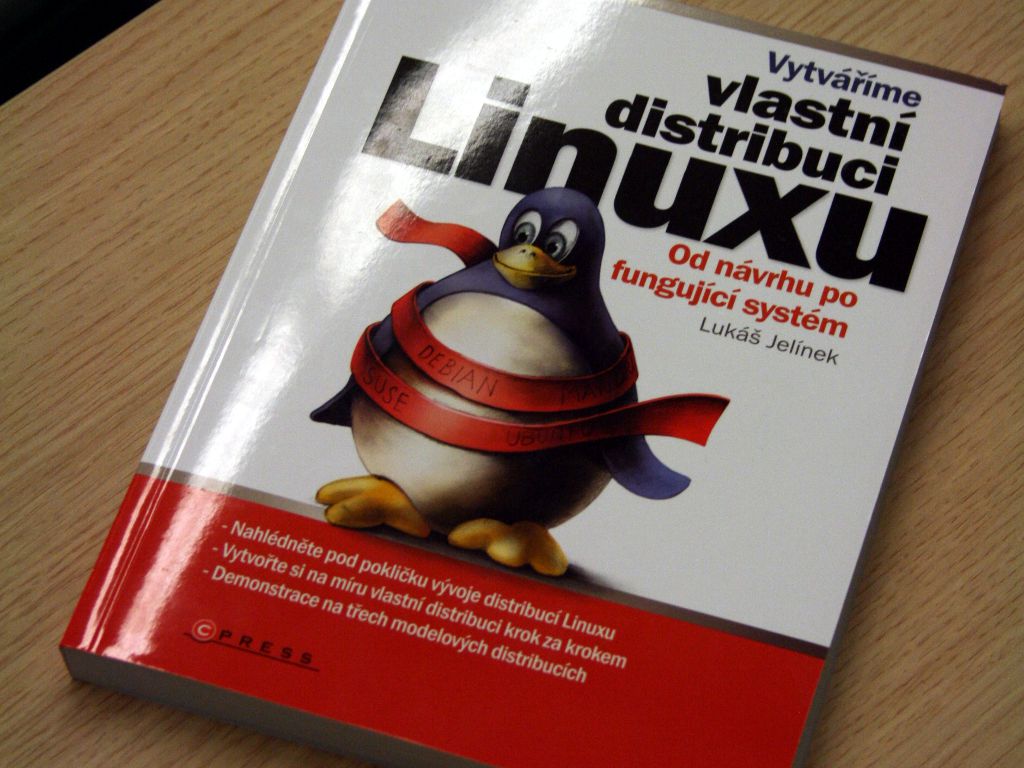 Vytváříme
vlastní
distribuci
Linuxu
Od návrhu po
fungující systém
Lukáš Jelínek
DEBIAN
SUSE
UBUNTU
- Nahlédněte pod pokličku vývoje distribucí Linuxu
- Vytvořte si na míru vlastní distribuci krok za krokem
- Demonstrace na třech modelových distribucích
CPRESS